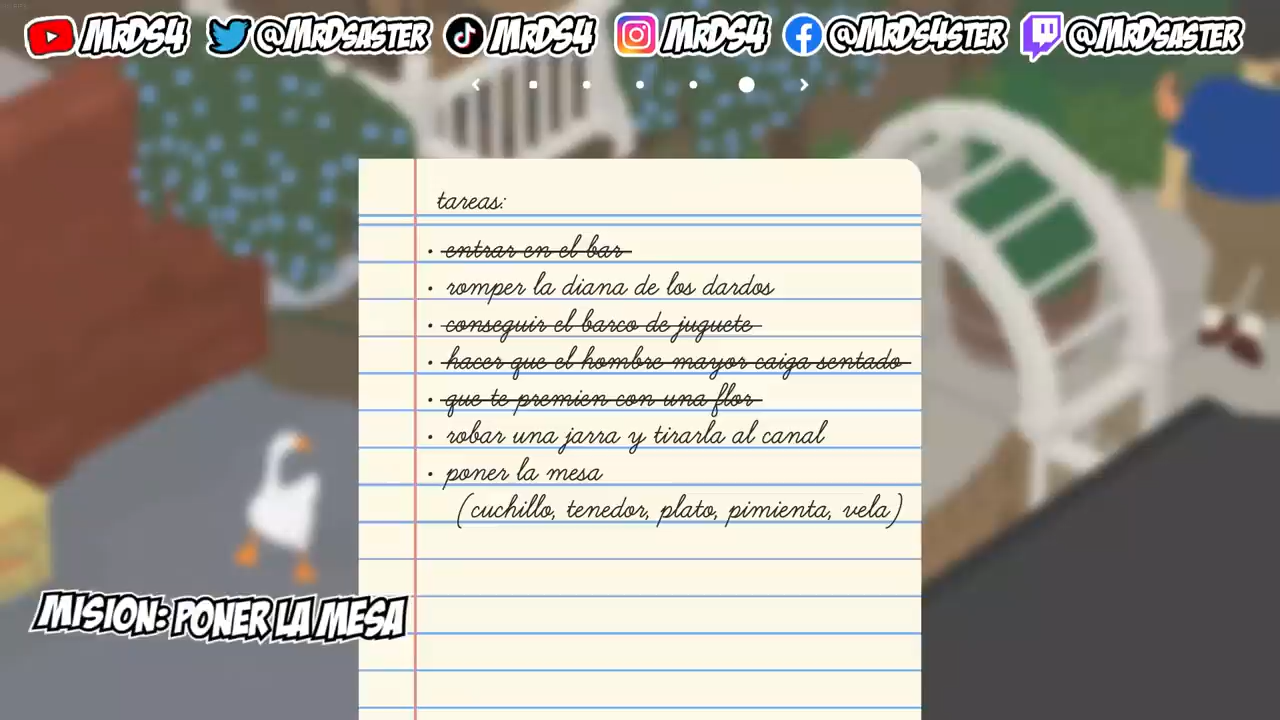 MRDS4 @MRDSASTER MRDS4 MRDS4 @MRDS4STER @MRDSASTER
tareas:
• entrar en el bar
• romper la diana de los dardos
• conseguir el barco de juguete
• hacer que el hombre mayor caiga sentado
• que te premien con una flor
• robar una jarra y tirarla al canal
• poner la mesa
(cuchillo, tenedor, plato, pimienta, vela)
MISION: PONER LA MESA